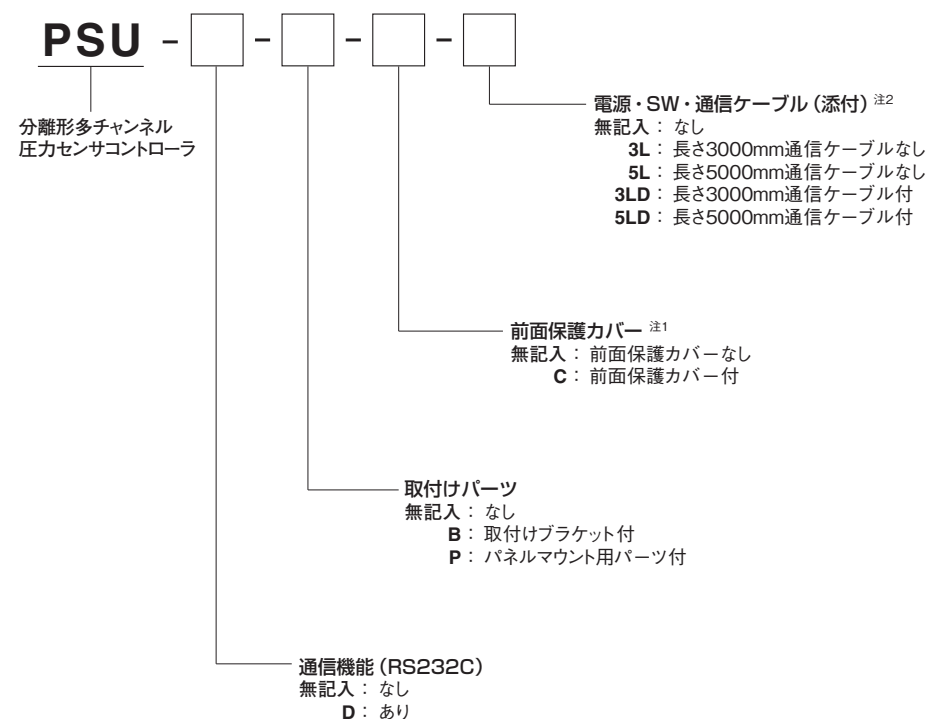 PSU - □ - □ - □ - □
分離形多チャンネル
圧力センサコントローラ
電源・SW・通信ケーブル（添付）注2
無記入： なし
3L： 長さ3000mm通信ケーブルなし
5L： 長さ5000mm通信ケーブルなし
3LD： 長さ3000mm通信ケーブル付
5LD： 長さ5000mm通信ケーブル付
前面保護カバー 注1
無記入： 前面保護カバーなし
C： 前面保護カバー付
取付けパーツ
無記入： なし
B： 取付けブラケット付
P： パネルマウント用パーツ付
通信機能（RS232C）
無記入： なし
D： あり